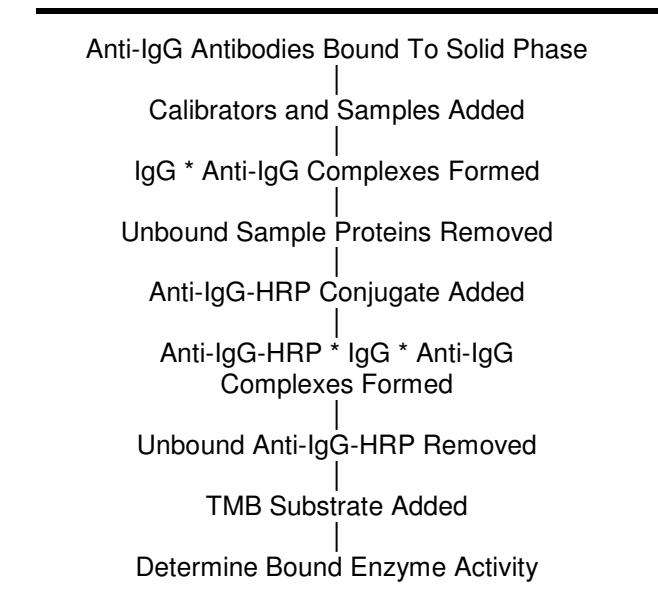 Anti-IgG Antibodies Bound To Solid Phase
Calibrators and Samples Added
IgG * Anti-IgG Complexes Formed
Unbound Sample Proteins Removed
Anti-IgG-HRP Conjugate Added
Anti-IgG-HRP * IgG * Anti-IgG
Complexes Formed
Unbound Anti-IgG-HRP Removed
TMB Substrate Added
Determine Bound Enzyme Activity